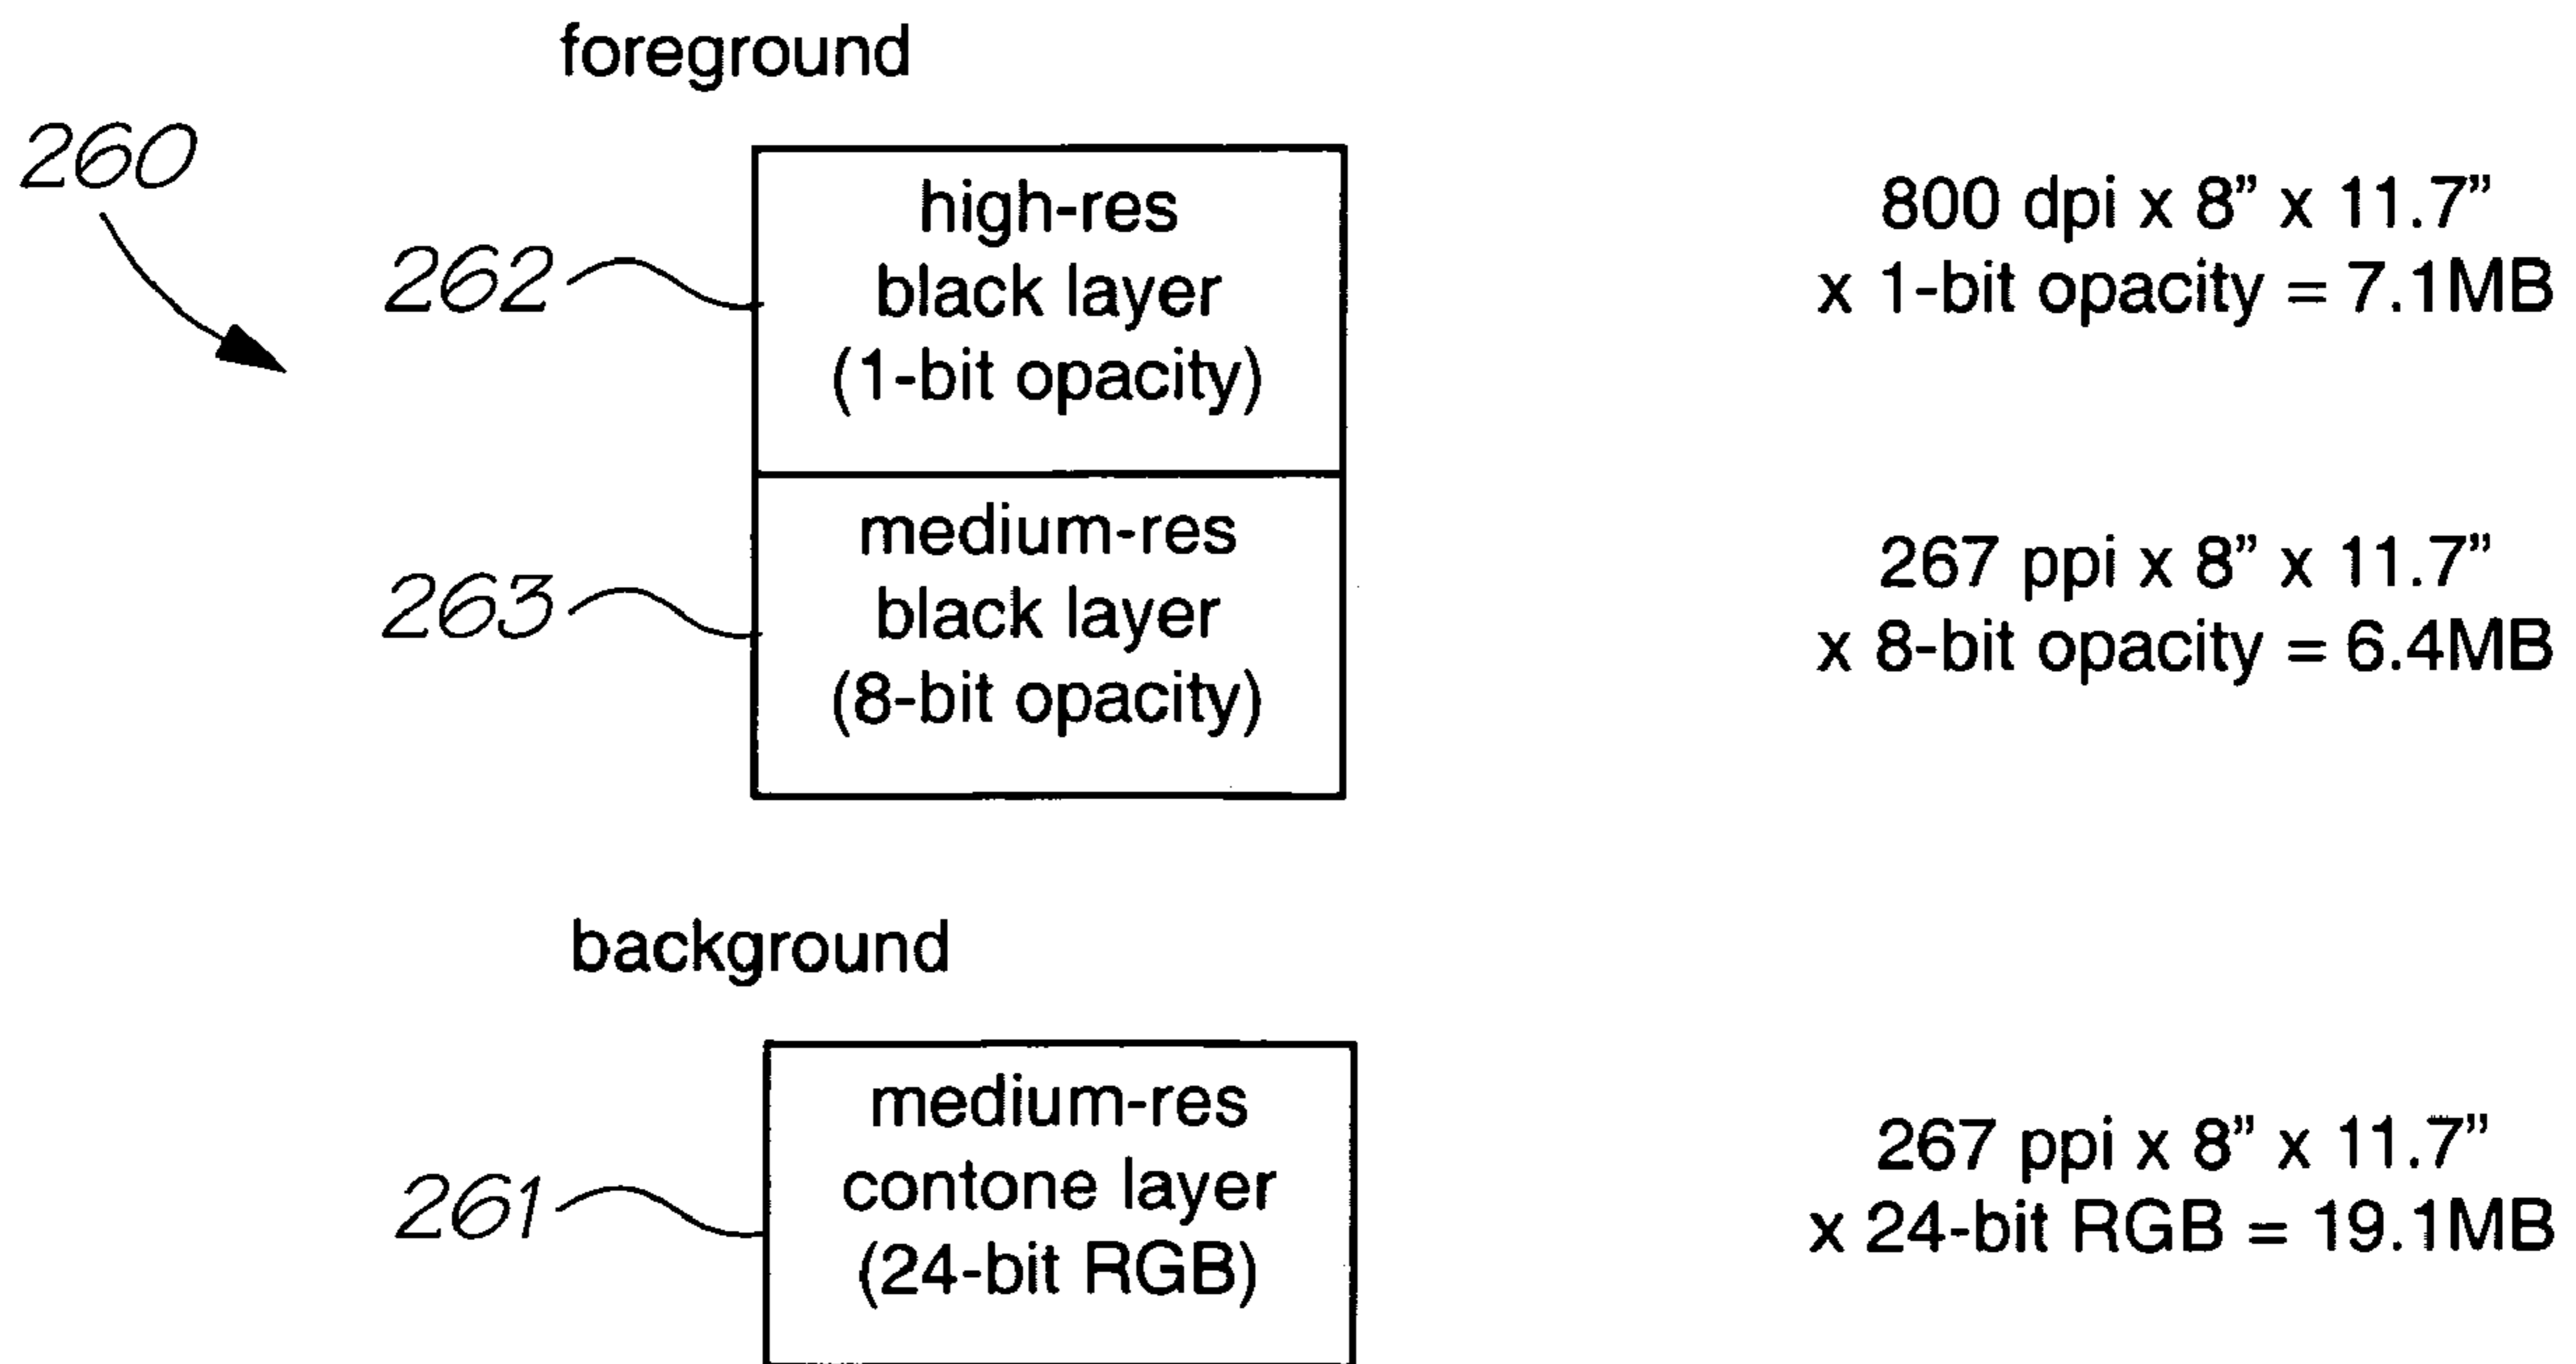 foreground
260
262
high-res
black layer
(1-bit opacity)
800 dpi x 8” x 11.7”
x 1-bit opacity = 7.1MB
263
medium-res
black layer
(8-bit opacity)
267 ppi x 8” x 11.7”
x 8-bit opacity = 6.4MB
background
261
medium-res
contone layer
(24-bit RGB)
267 ppi x 8” x 11.7”
x 24-bit RGB = 19.1MB